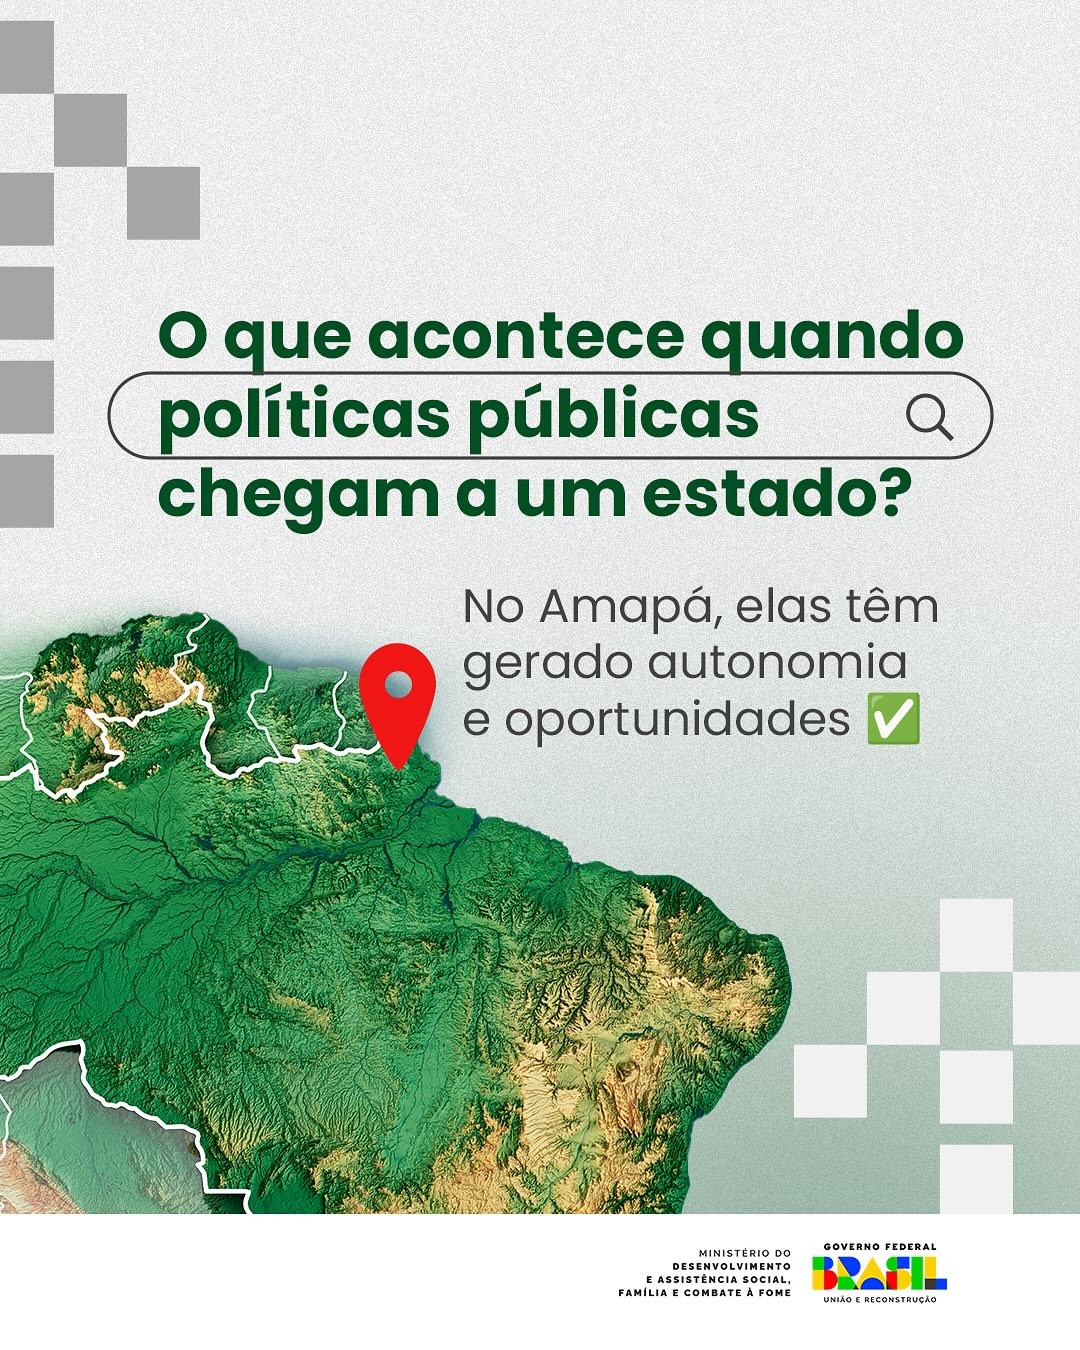 O que acontece quando
políticas públicas
chegam a um estado?
No Amapá, elas têm
gerado autonomia
e oportunidades ✅
MINISTÉRIO DO
DESENVOLVIMENTO
E ASSISTÊNCIA SOCIAL,
FAMÍLIA E COMBATE À FOME
GOVERNO FEDERAL
BRASIL
UNIÃO E RECONSTRUÇÃO